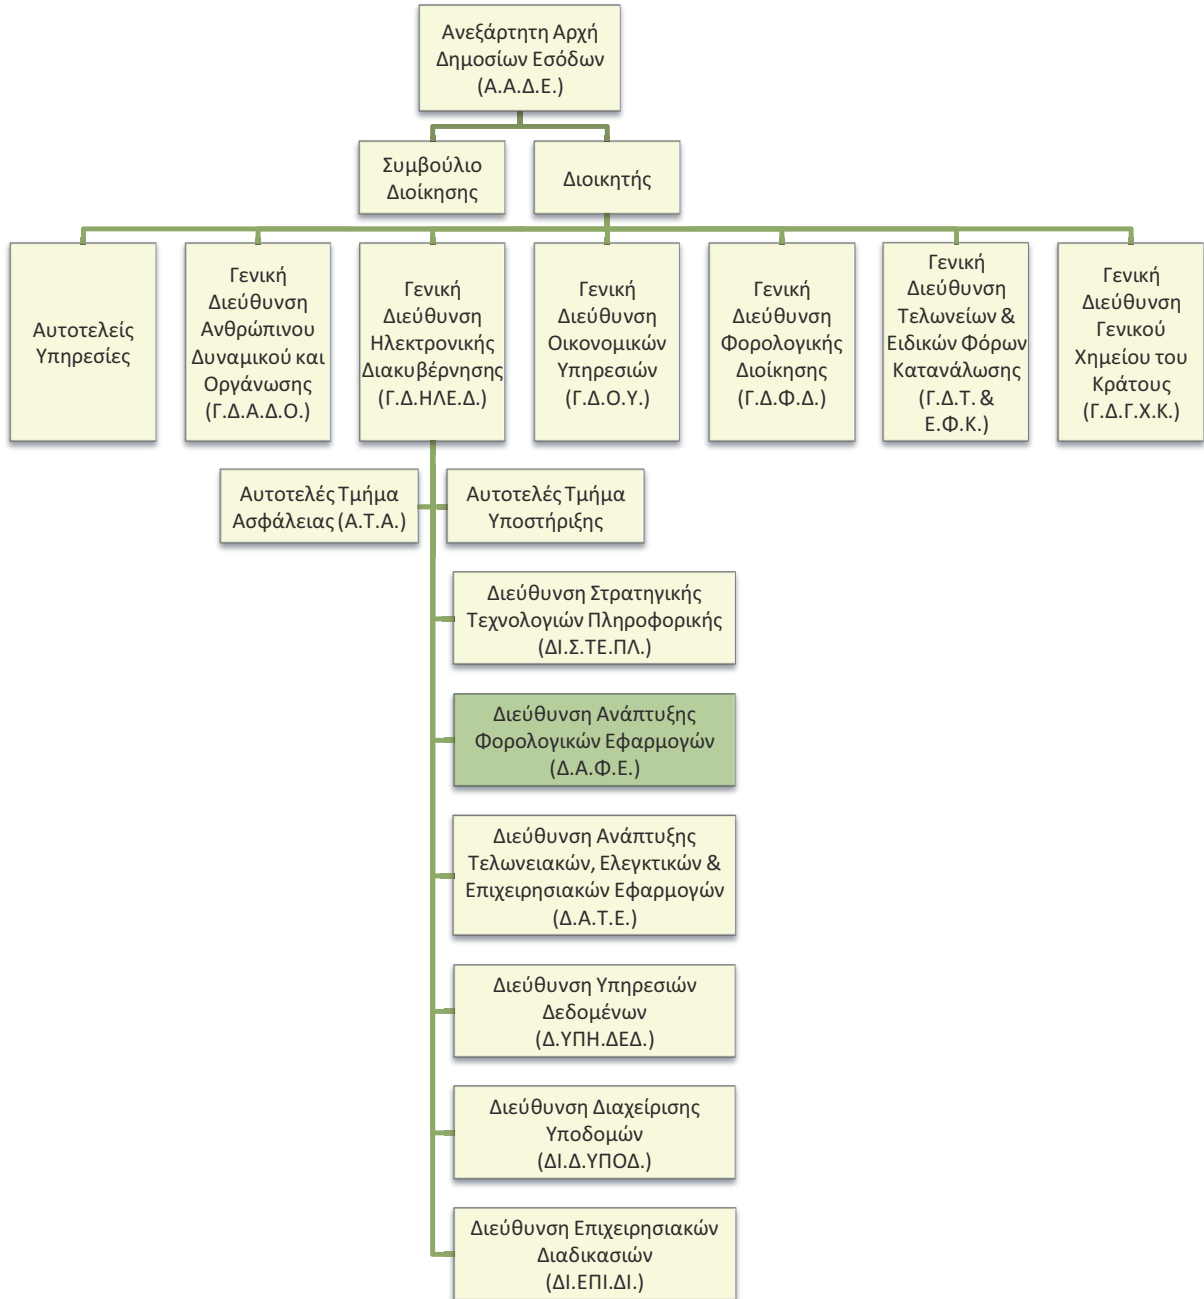 Ανεξάρτητη Αρχή
Δημοσίων Εσόδων
(Α.Α.Δ.Ε.)
Συμβούλιο
Διοίκησης
Διοικητής
Αυτοτελείς
Υπηρεσίες
Γενική
Διεύθυνση
Ανθρώπινου
Δυναμικού και
Οργάνωσης
(Γ.Δ.Α.Δ.Ο.)
Γενική
Διεύθυνση
Ηλεκτρονικής
Διακυβέρνησης
(Γ.Δ.ΗΛΕ.Δ.)
Γενική
Διεύθυνση
Οικονομικών
Υπηρεσιών
(Γ.Δ.Ο.Υ.)
Γενική
Διεύθυνση
Φορολογικής
Διοίκησης
(Γ.Δ.Φ.Δ.)
Γενική
Διεύθυνση
Τελωνείων &
Ειδικών Φόρων
Κατανάλωσης
(Γ.Δ.Τ. &
Ε.Φ.Κ.)
Γενική
Διεύθυνση
Γενικού
Χημείου του
Κράτους
(Γ.Δ.Γ.Χ.Κ.)
Αυτοτελές Τμήμα
Ασφάλειας (Α.Τ.Α.)
Αυτοτελές Τμήμα
Υποστήριξης
Διεύθυνση Στρατηγικής
Τεχνολογιών Πληροφορικής
(ΔΙ.Σ.ΤΕ.ΠΛ.)
Διεύθυνση Ανάπτυξης
Φορολογικών Εφαρμογών
(Δ.Α.Φ.Ε.)
Διεύθυνση Ανάπτυξης
Τελωνειακών, Ελεγκτικών &
Επιχειρησιακών Εφαρμογών
(Δ.Α.Τ.Ε.)
Διεύθυνση Υπηρεσιών
Δεδομένων
(Δ.ΥΠΗ.ΔΕΔ.)
Διεύθυνση Διαχείρισης
Υποδομών
(ΔΙ.Δ.ΥΠΟΔ.)
Διεύθυνση Επιχειρησιακών
Διαδικασιών
(ΔΙ.ΕΠΙ.ΔΙ.)